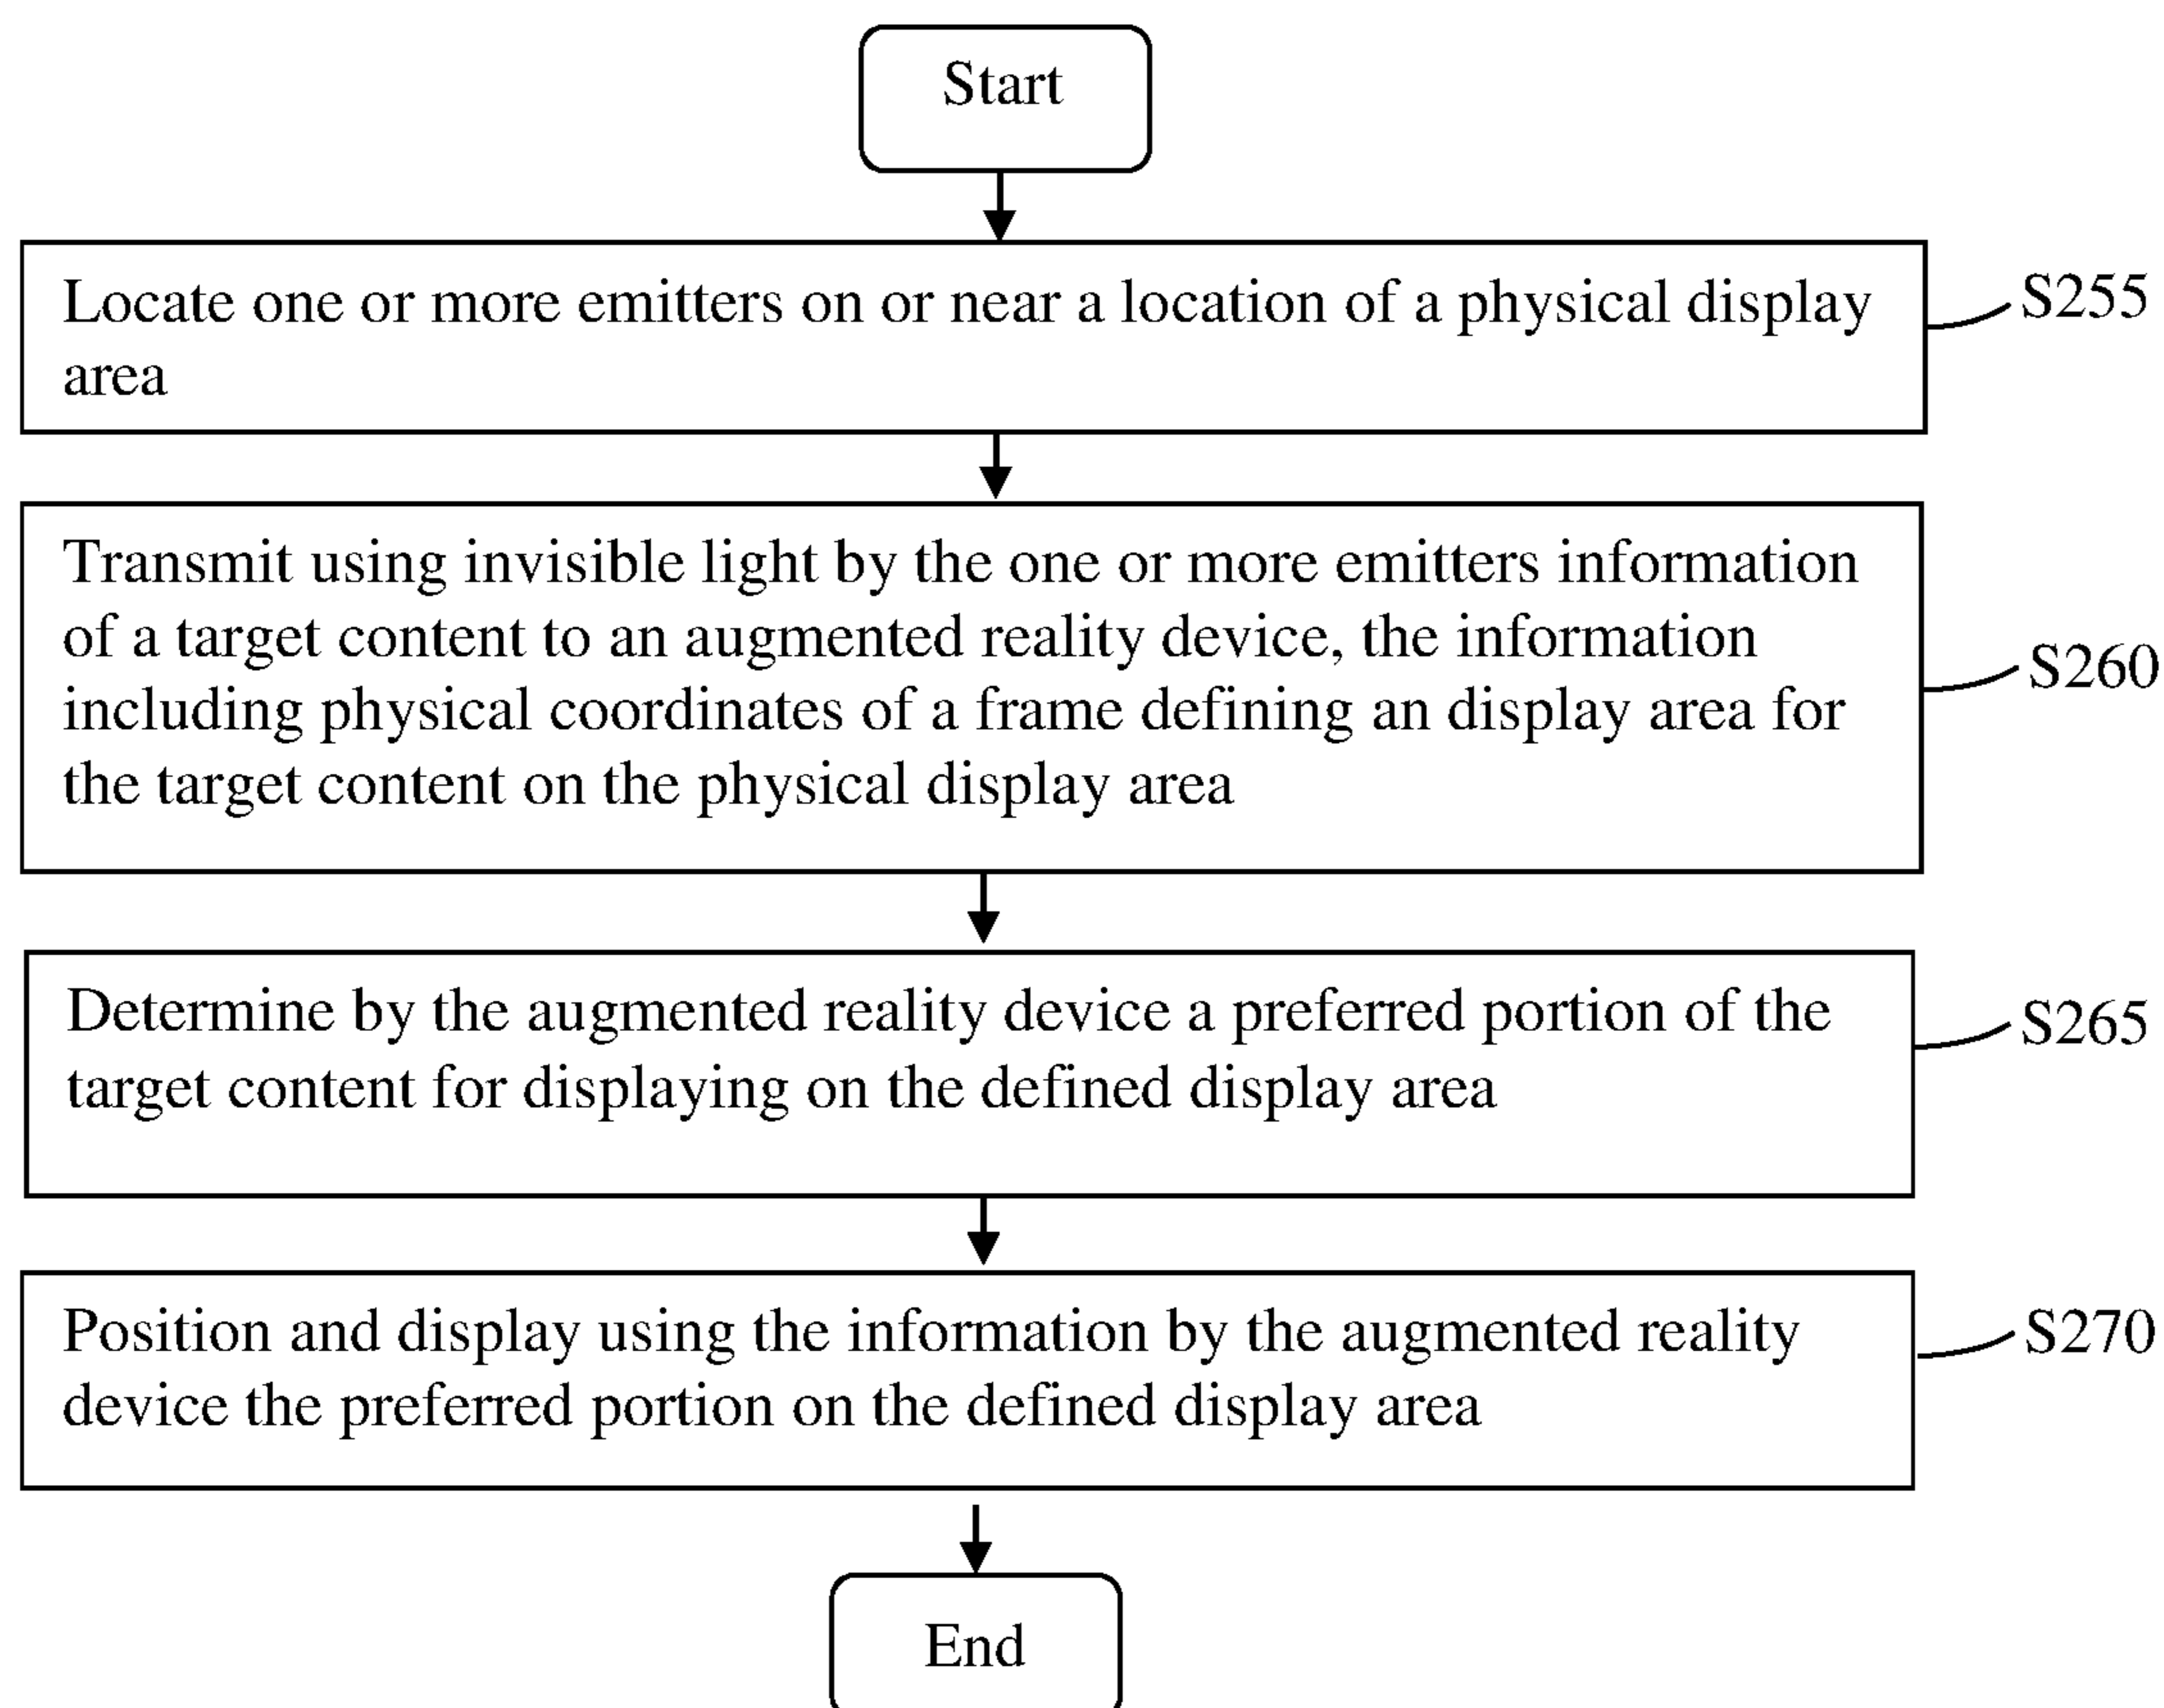 Start
Locate one or more emitters on or near a location of a physical display
area
S255
Transmit using invisible light by the one or more emitters information
of a target content to an augmented reality device, the information
including physical coordinates of a frame defining an display area for
the target content on the physical display area
S260
Determine by the augmented reality device a preferred portion of the
target content for displaying on the defined display area
S265
Position and display using the information by the augmented reality
device the preferred portion on the defined display area
S270
End